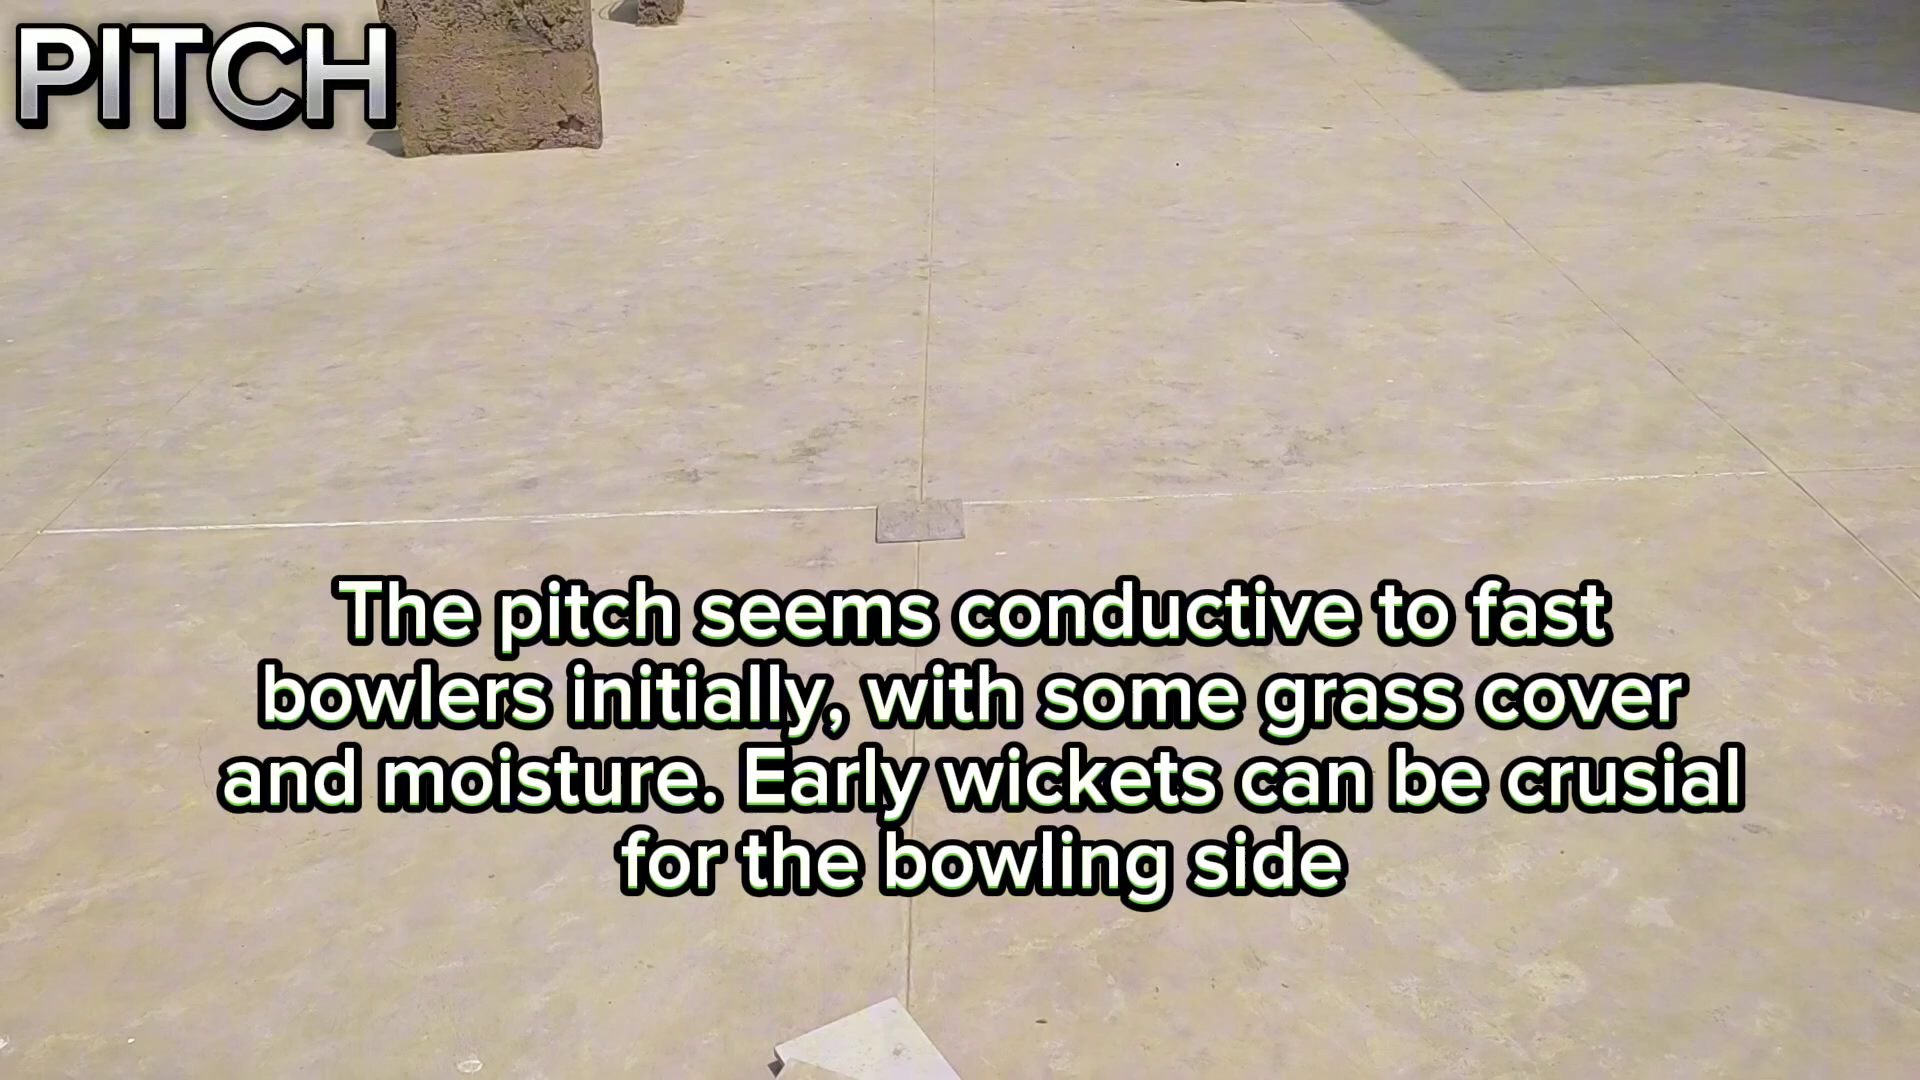 PITCH
The pitch seems conductive to fast
bowlers initially, with some grass cover
and moisture. Early wickets can be crusial
for the bowling side